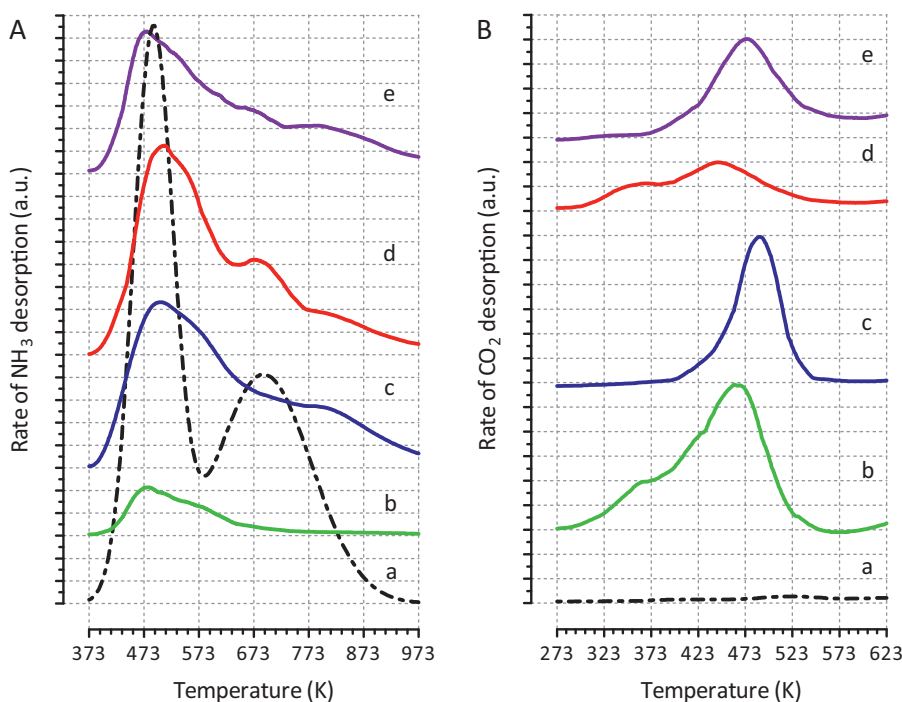 A
B
Rate of NH3 desorption (a.u.)
e
d
c
b
a
373 473 573 673 773 873 973
Temperature (K)
Rate of CO2 desorption (a.u.)
e
d
c
b
a
273 323 373 423 473 523 573 623
Temperature (K)